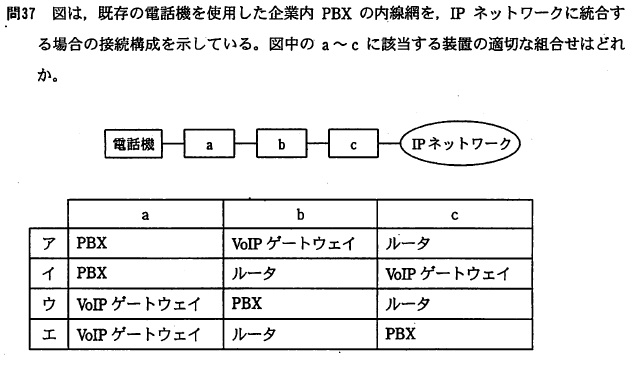 問37 図は，既存の電話機を使用した企業内 PBX の内線網を，IP ネットワークに統合す
る場合の接続構成を示している。図中の a～c に該当する装置の適切な組合せはどれ
か。
電話機 a b c IPネットワーク
a b c
ア PBX VoIP ゲートウェイ ルータ
イ PBX ルータ VoIP ゲートウェイ
ウ VoIP ゲートウェイ PBX ルータ
エ VoIP ゲートウェイ ルータ PBX